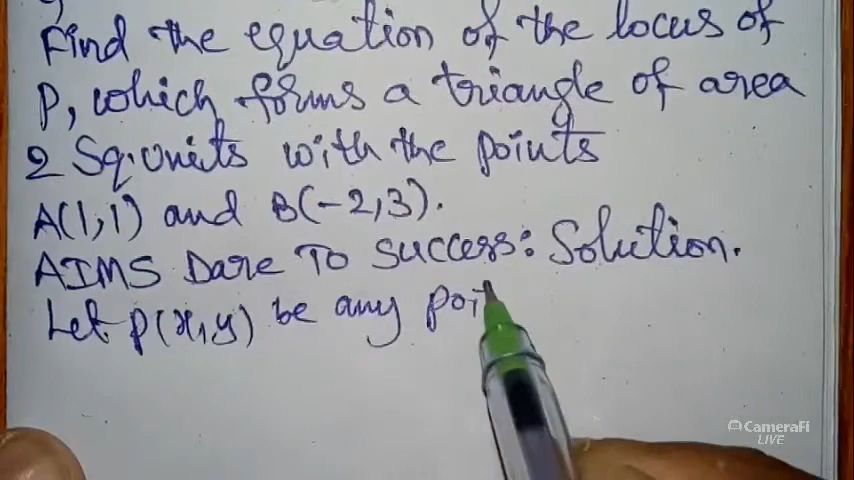 Find the equation of the locus of
P, which forms a triangle of area
2 Sq.units with the points
A(1,1) and B(-2,3).
AIMS Dare To Success: Solution.
Let P(x,y) be any poi
CameraFi
LIVE